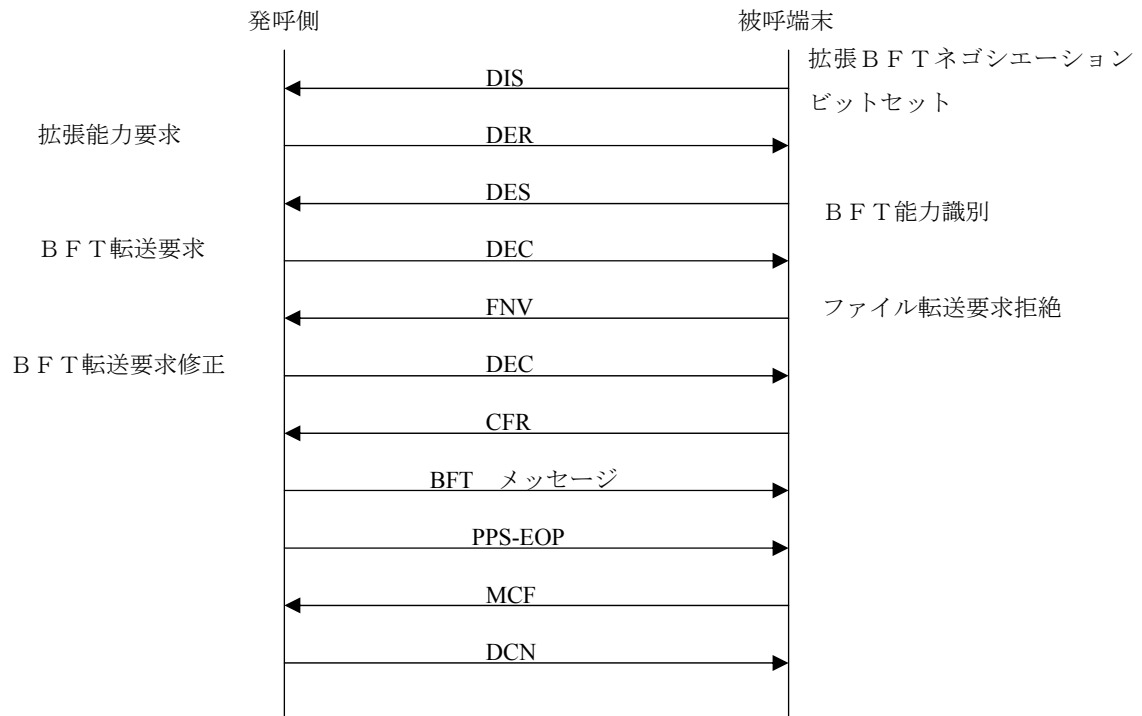 発呼側
被呼端末
拡張ＢＦＴネゴシエーション
DIS
ビットセット
拡張能力要求
DER
DES
ＢＦＴ能力識別
ＢＦＴ転送要求
DEC
FNV
ファイル転送要求拒絶
ＢＦＴ転送要求修正
DEC
CFR
BFT　メッセージ
PPS-EOP
MCF
DCN